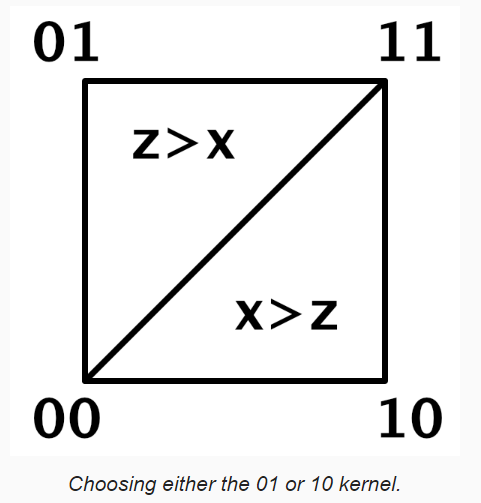 01 11
z>x
x>z
00 10
Choosing either the 01 or 10 kernel.